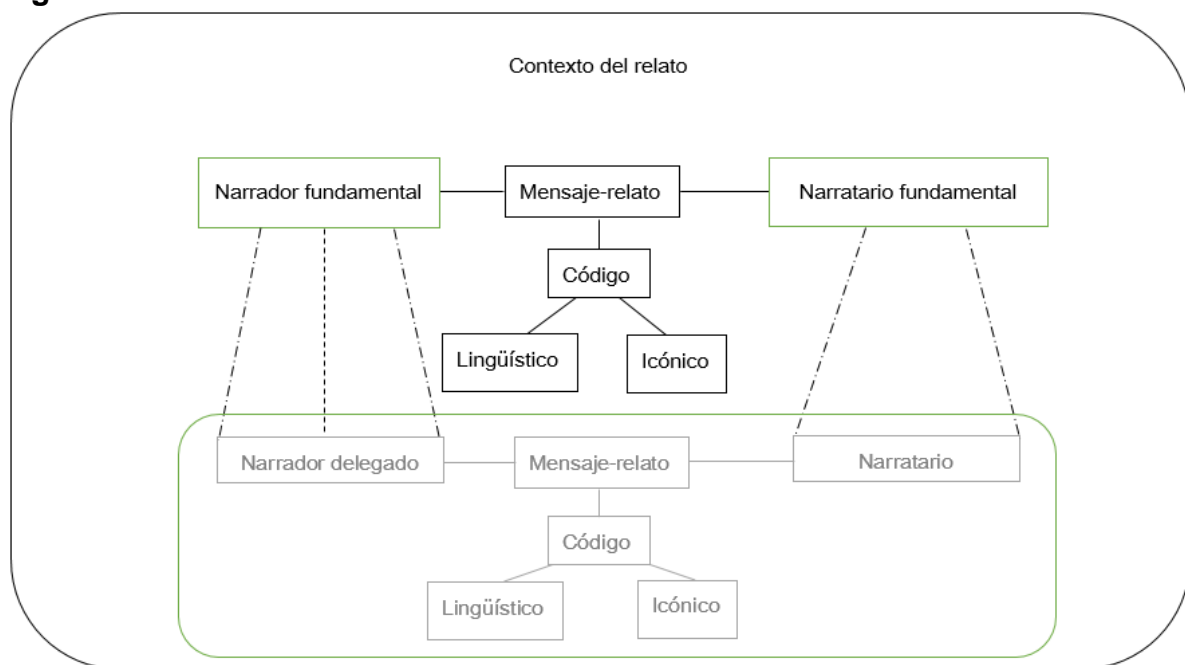 Contexto del relato
Narrador fundamental
Mensaje-relato
Narratario fundamental
Código
Lingüístico
Icónico
Narrador delegado
Mensaje-relato
Narratario
Código
Lingüístico
Icónico